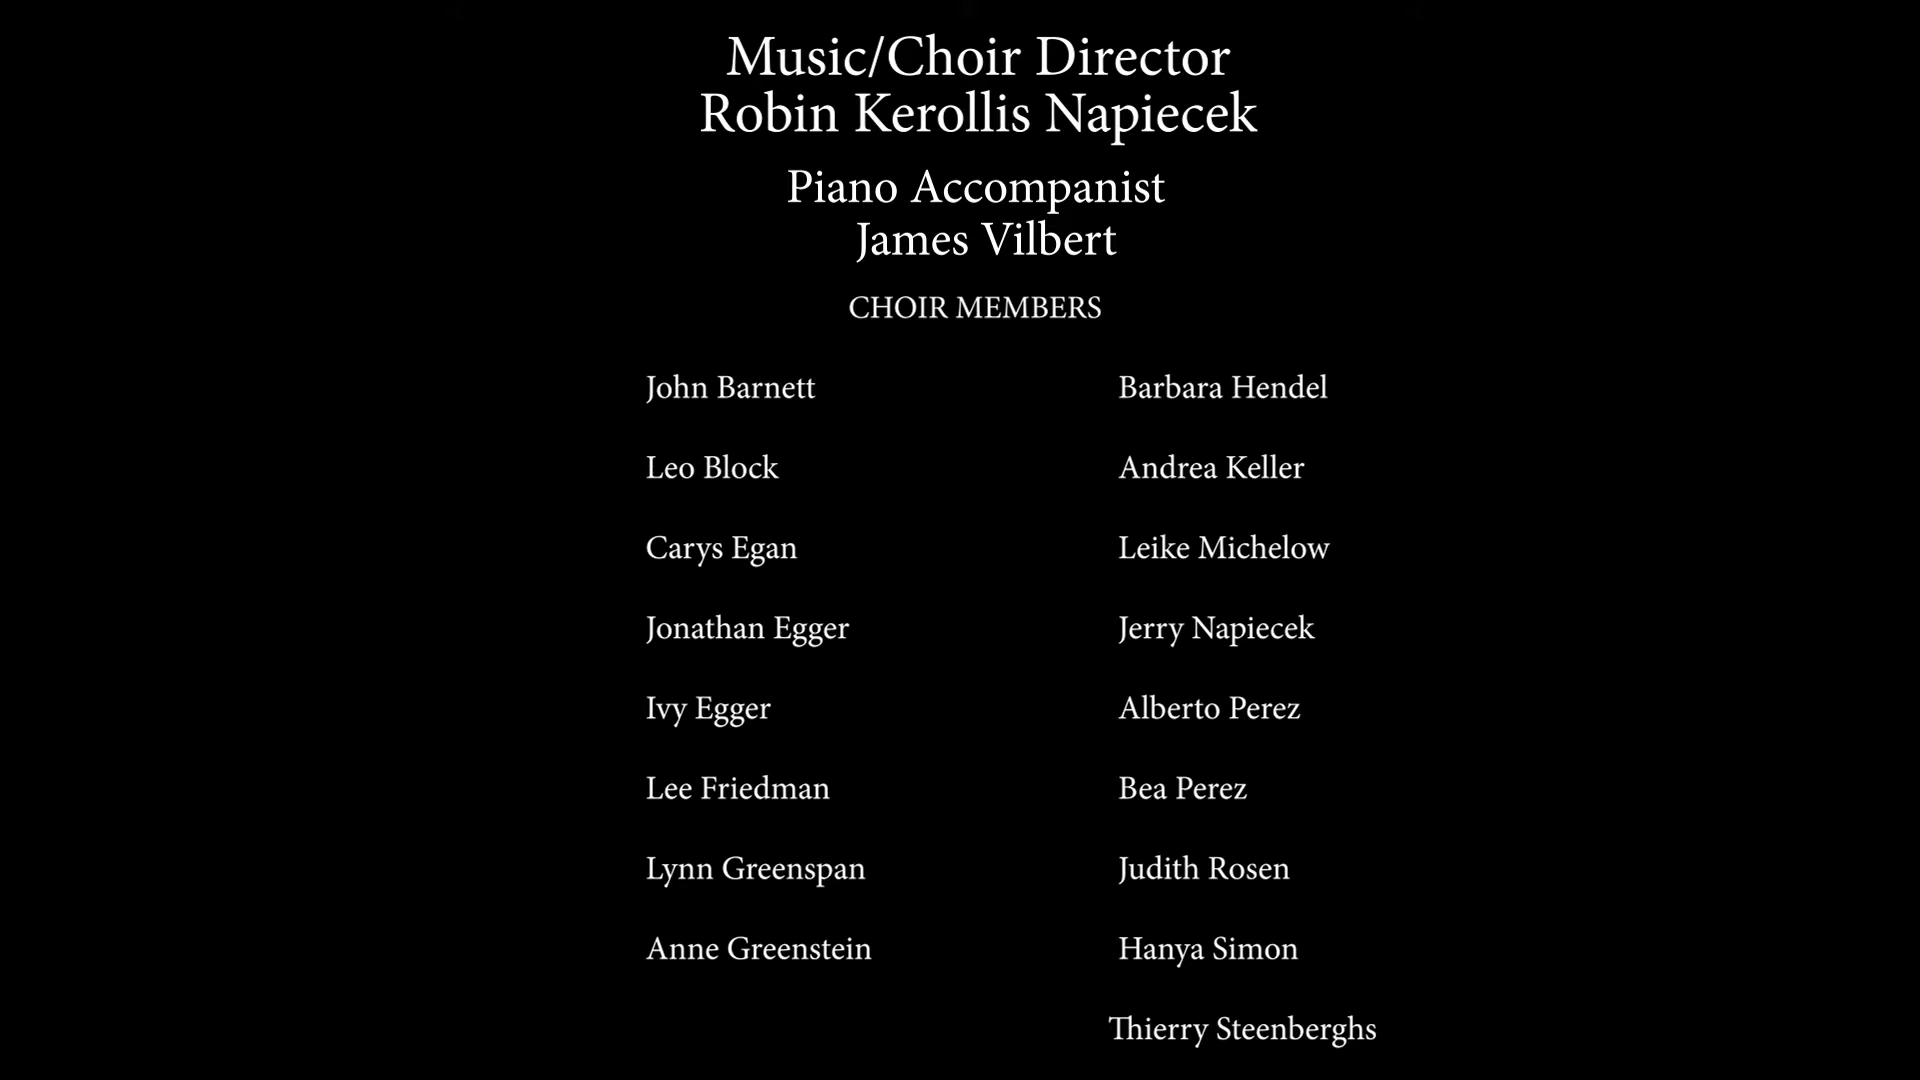 Music/Choir Director
Robin Kerollis Napiecek
Piano Accompanist
James Vilbert
CHOIR MEMBERS
John Barnett
Leo Block
Carys Egan
Jonathan Egger
Ivy Egger
Lee Friedman
Lynn Greenspan
Anne Greenstein
Barbara Hendel
Andrea Keller
Leike Michelow
Jerry Napiecek
Alberto Perez
Bea Perez
Judith Rosen
Hanya Simon
Thierry Steenberghs